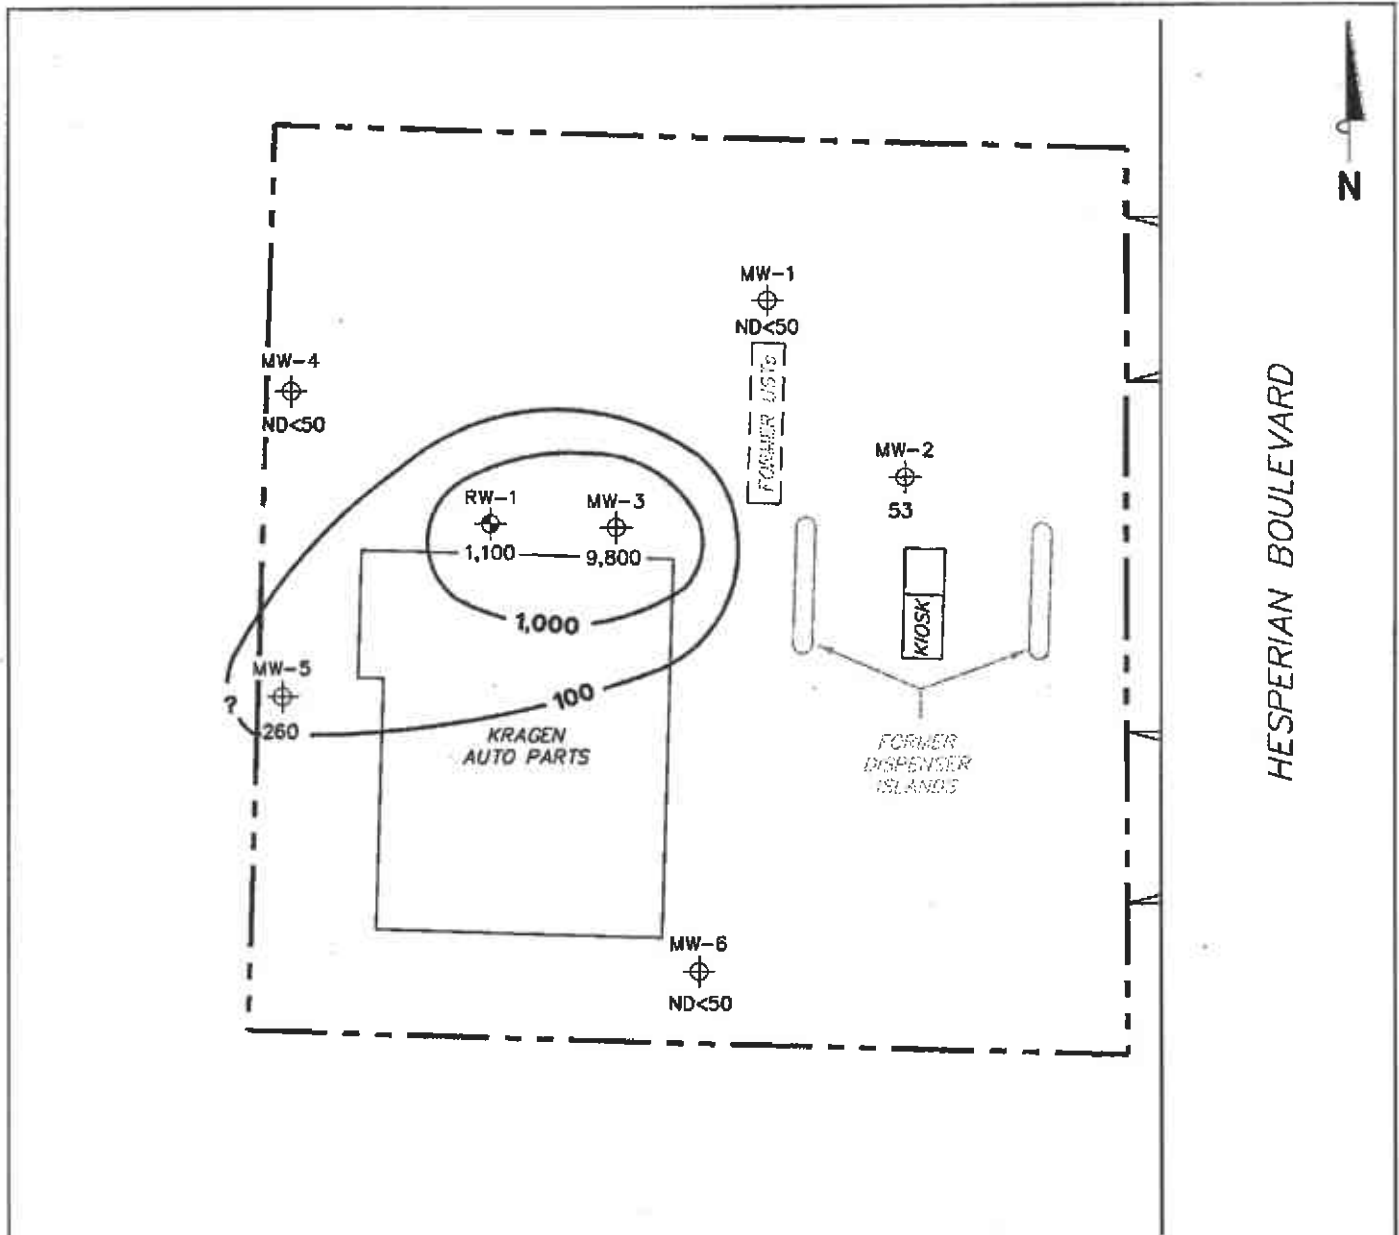 N
MW-1
ND<50
FORMER USTs
MW-4
ND<50
MW-2
53
RW-1
1,100
MW-3
9,800
1,000
100
MW-5
?
260
KRAGEN
AUTO PARTS
KIOSK
FORMER
DISPENSER
ISLANDS
MW-6
ND<50
HESPERIAN BOULEVARD